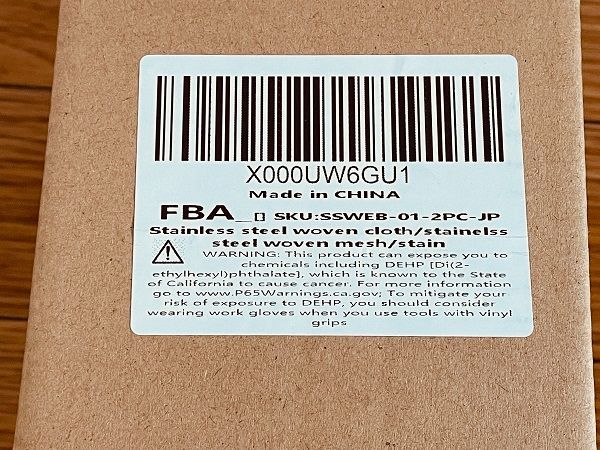 X000UW6GU1
Made in CHINA
FBA_ [] SKU:SSWEB-01-2PC-JP
Stainless steel woven cloth/stainelss
steel woven mesh/stain
WARNING: This product can expose you to
chemicals including DEHP [Di(2-
ethylhexyl)phthalate], which is known to the State
of California to cause cancer. For more information
go to www.P65Warnings.ca.gov; To mitigate your
risk of exposure to DEHP, you should consider
wearing work gloves when you use tools with vinyl
grips